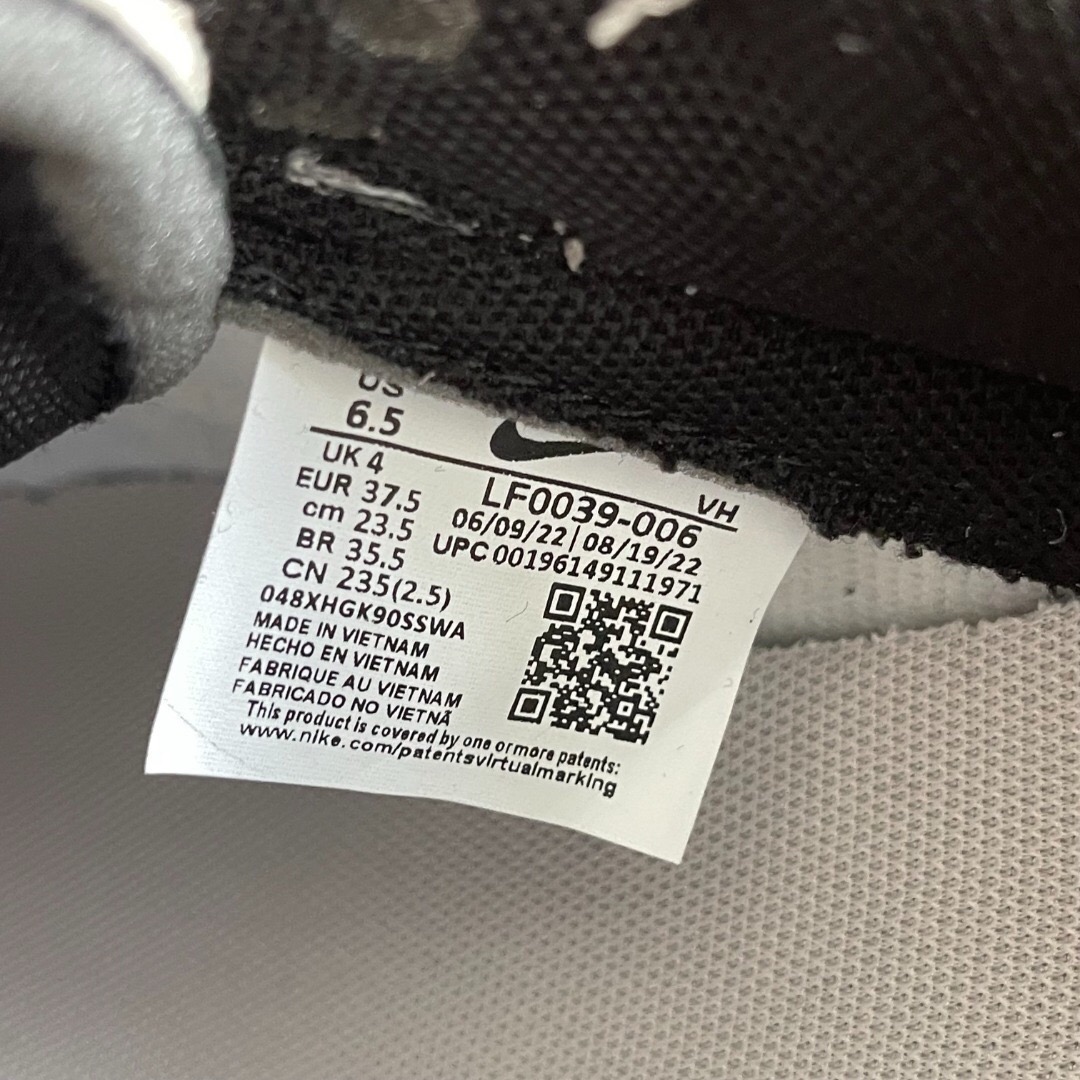 US
6.5
UK 4
EUR 37.5
cm 23.5
BR 35.5
CN 235(2.5)
048XHGK90SSWA
MADE IN VIETNAM
HECHO EN VIETNAM
FABRIQUE AU VIETNAM
FABRICADO NO VIETNÃ
This product is covered by one or more patents:
www.nike.com/patentsvirtualmarking
VH
LF0039-006
06/09/22|08/19/22
UPC 00196149111971